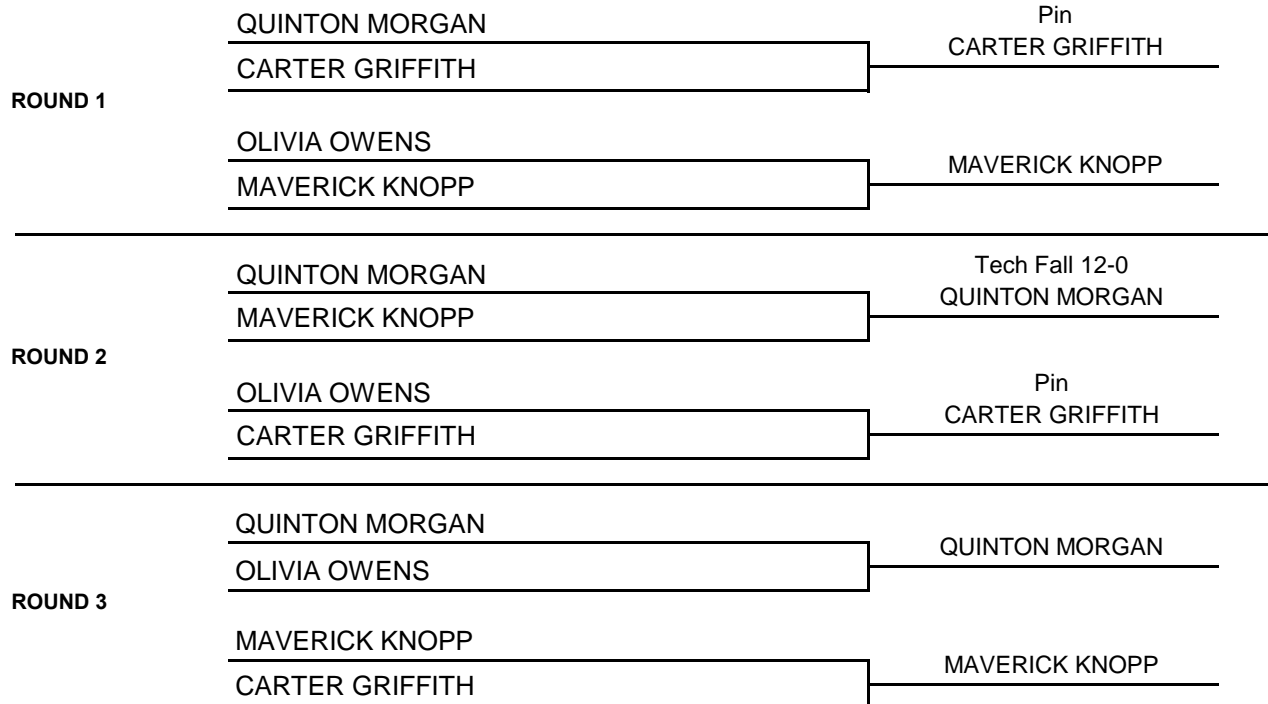 QUINTON MORGAN
Pin
CARTER GRIFFITH
CARTER GRIFFITH
ROUND 1
OLIVIA OWENS
MAVERICK KNOPP
MAVERICK KNOPP
QUINTON MORGAN
Tech Fall 12-0
QUINTON MORGAN
MAVERICK KNOPP
ROUND 2
OLIVIA OWENS
Pin
CARTER GRIFFITH
CARTER GRIFFITH
QUINTON MORGAN
QUINTON MORGAN
OLIVIA OWENS
ROUND 3
MAVERICK KNOPP
MAVERICK KNOPP
CARTER GRIFFITH